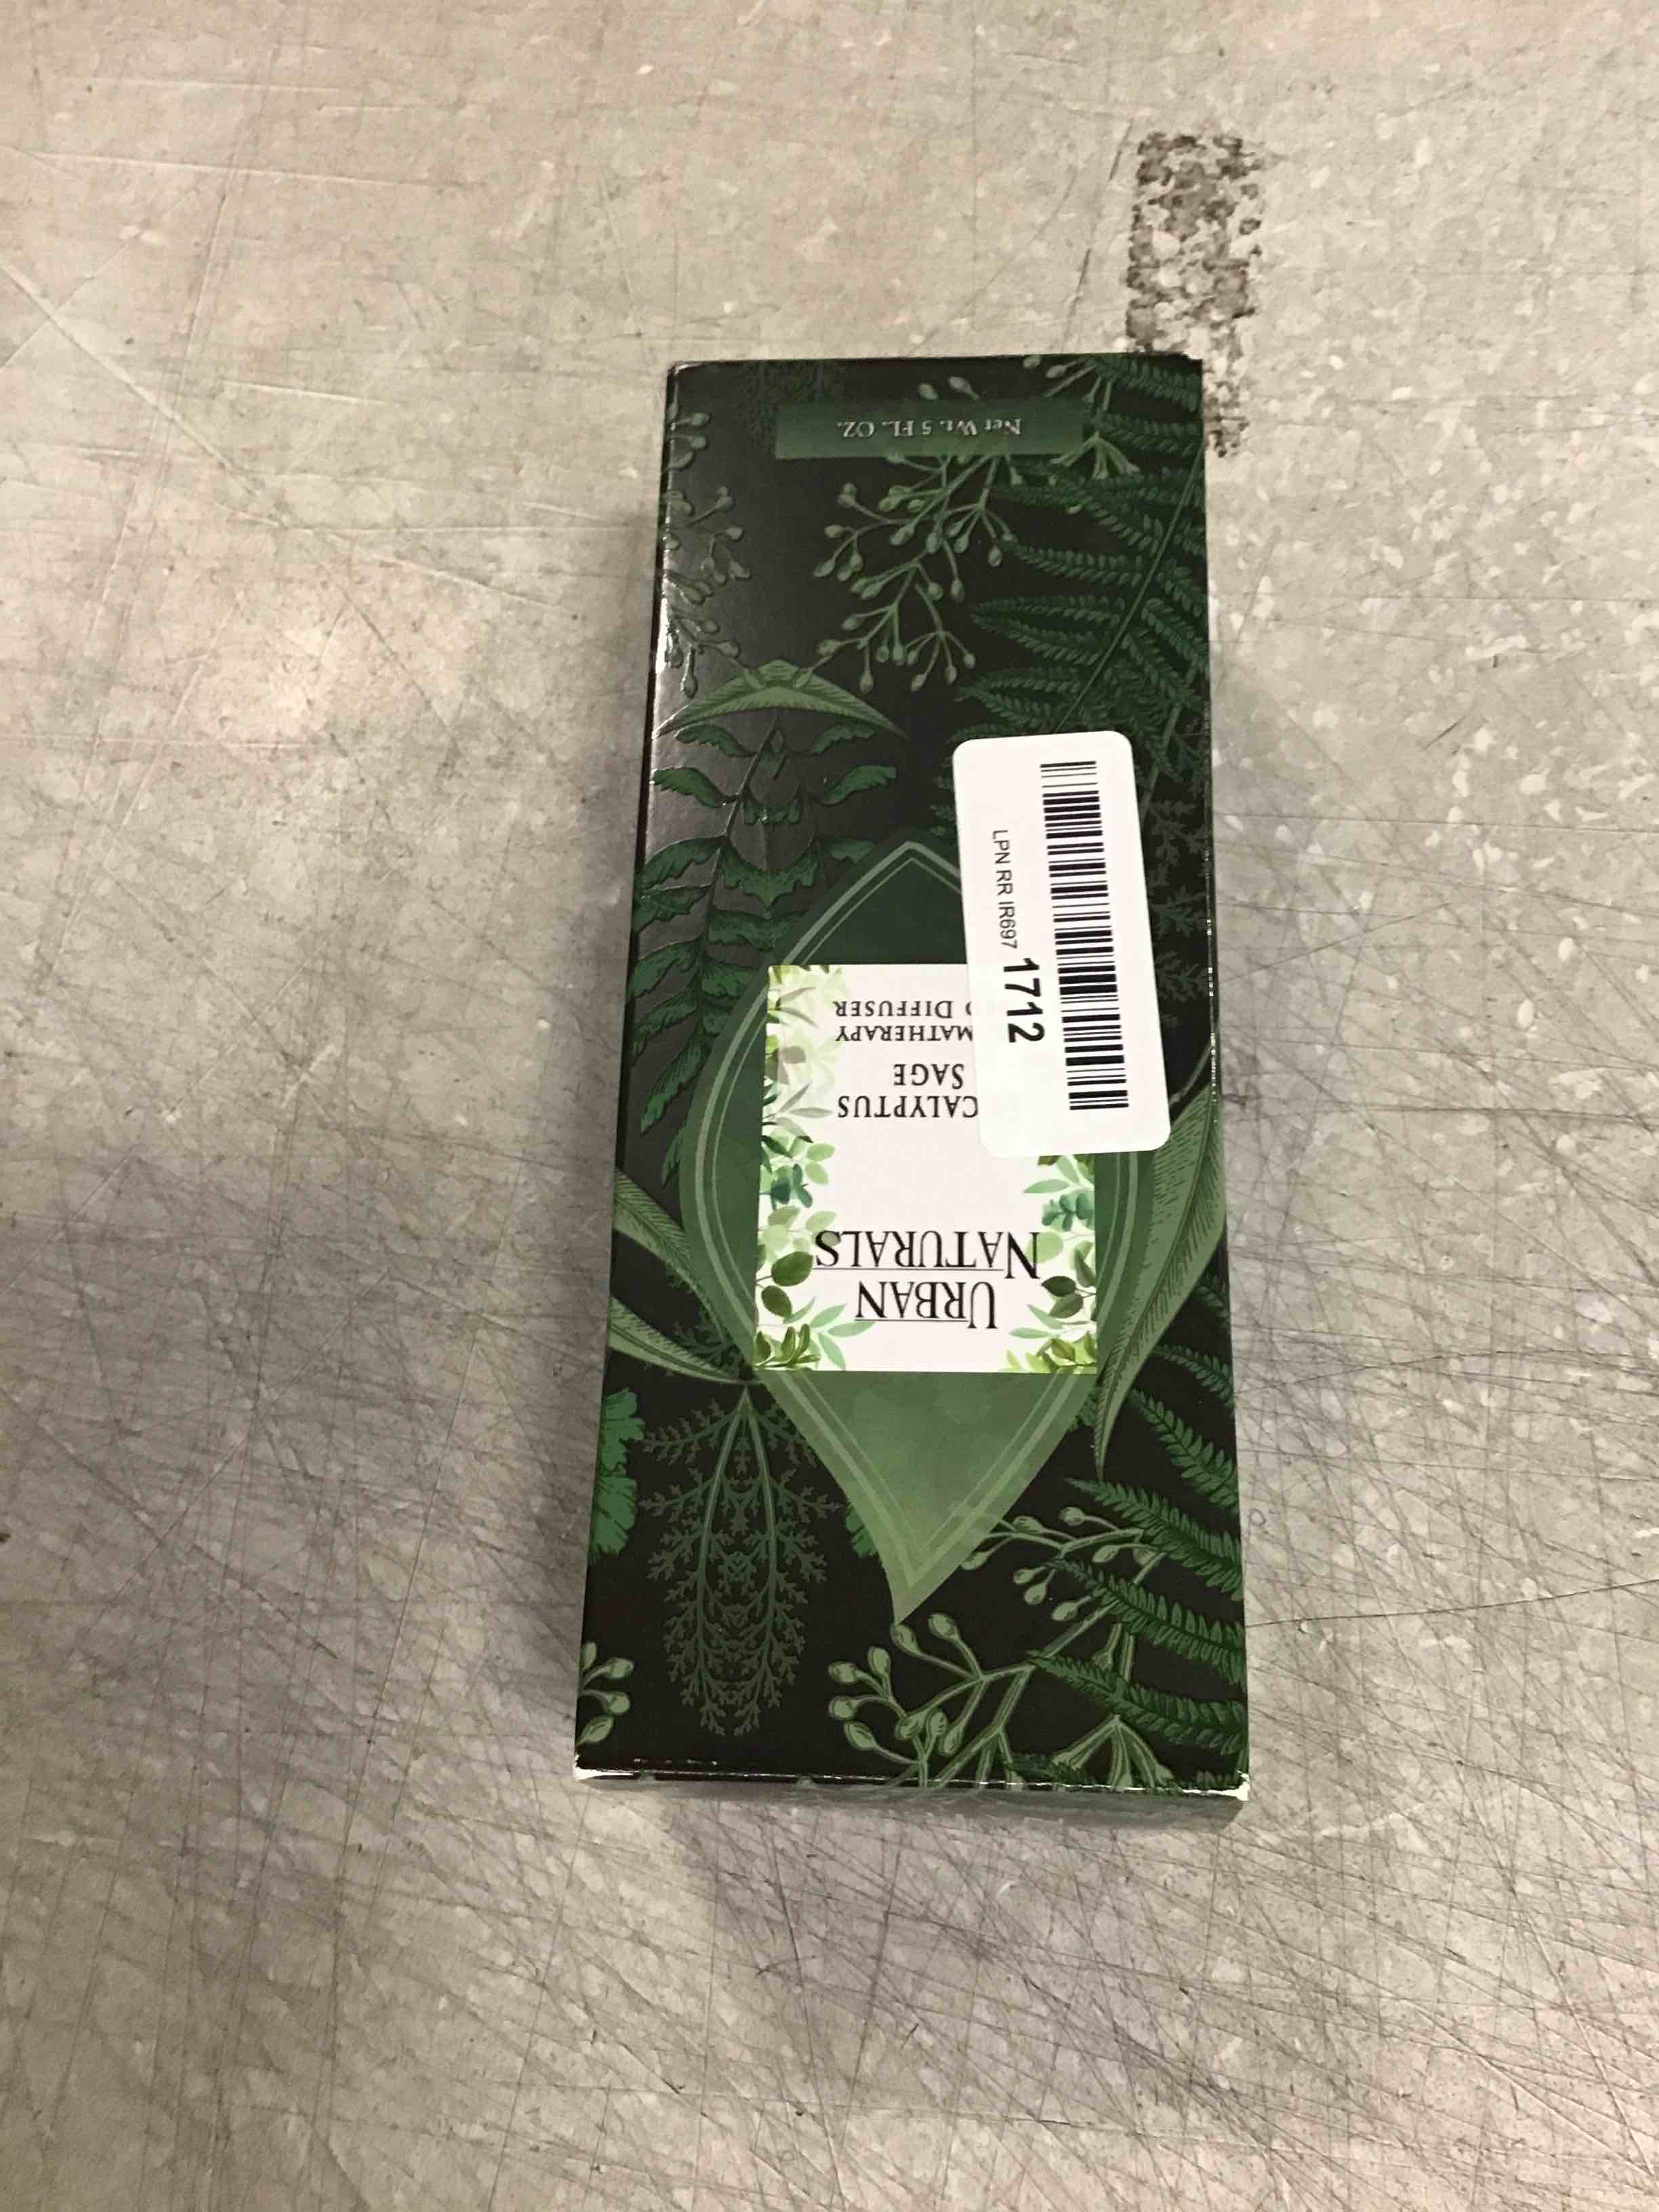 URBAN
NATURALS
CALYPTUS
SAGE
MATHERAPY
DIFFUSER
NET WT. 5 FL. OZ.
LPN RR IR697 1712